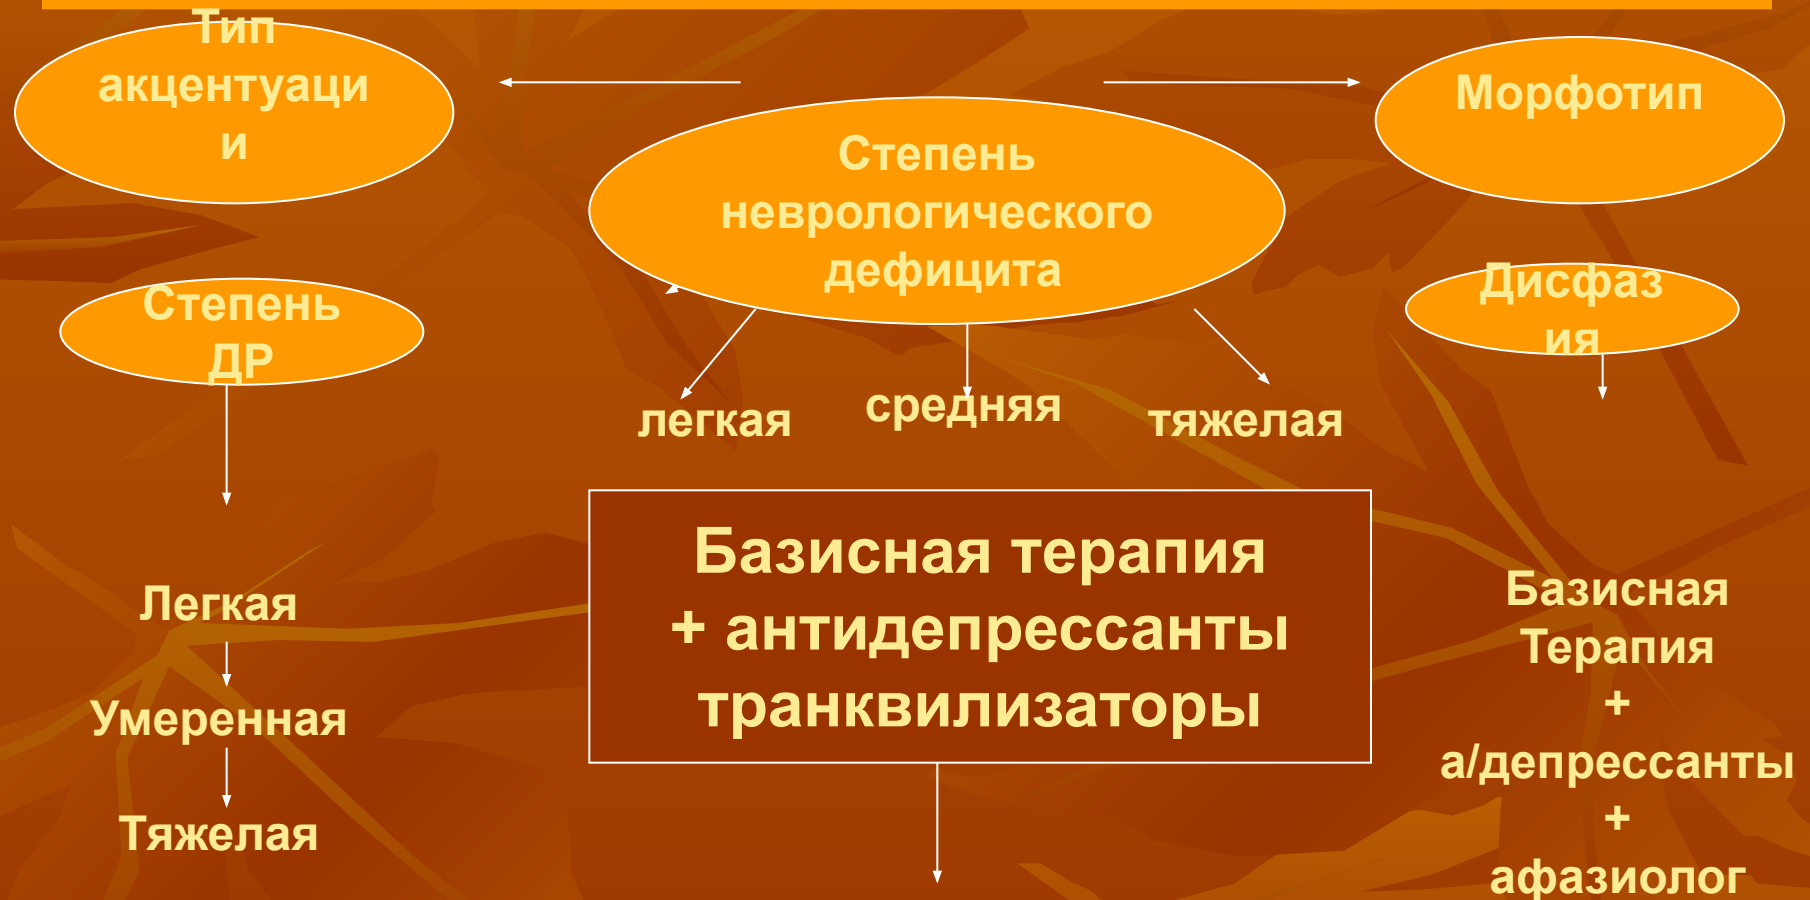 Тип
акцентуаци
и
Морфотип
Степень
неврологического
дефицита
Степень
ДР
Дисфаз
ия
легкая
средняя
тяжелая
Базисная терапия
+ антидепрессанты
транквилизаторы
Легкая
Умеренная
Тяжелая
Базисная
Терапия
+
а/депрессанты
+
афазиолог